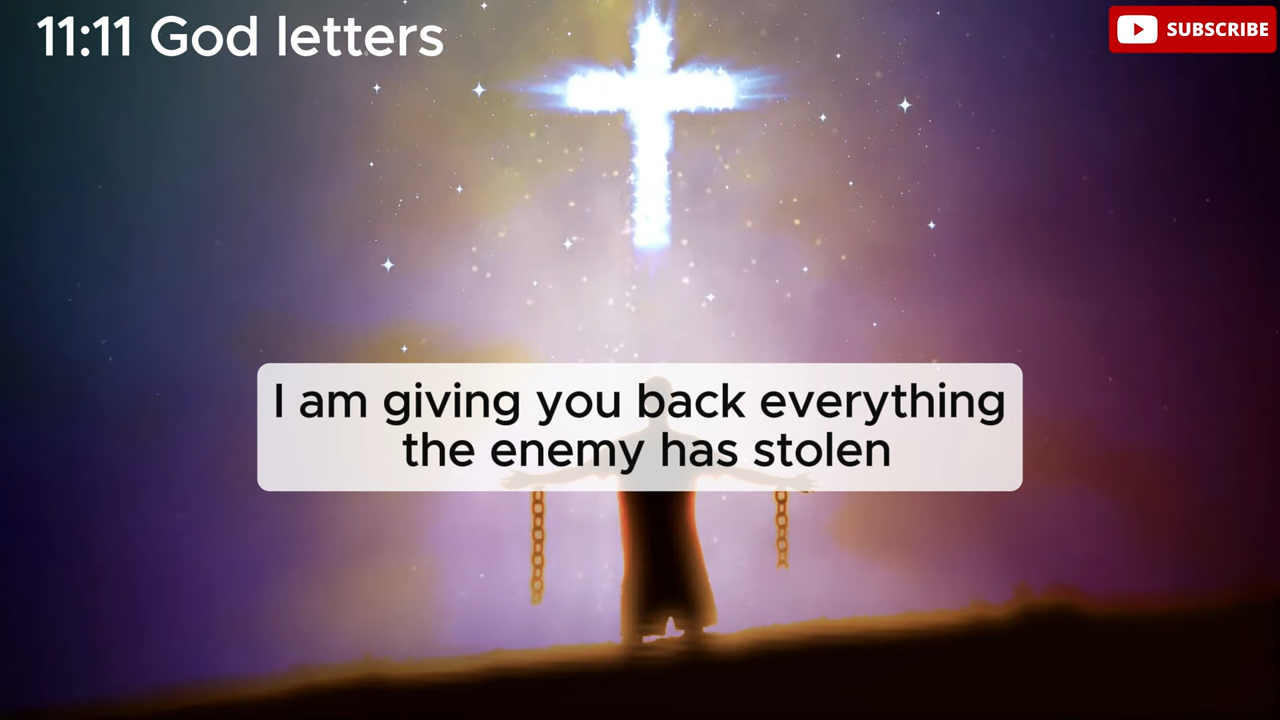 11:11 God letters
SUBSCRIBE
I am giving you back everything
the enemy has stolen